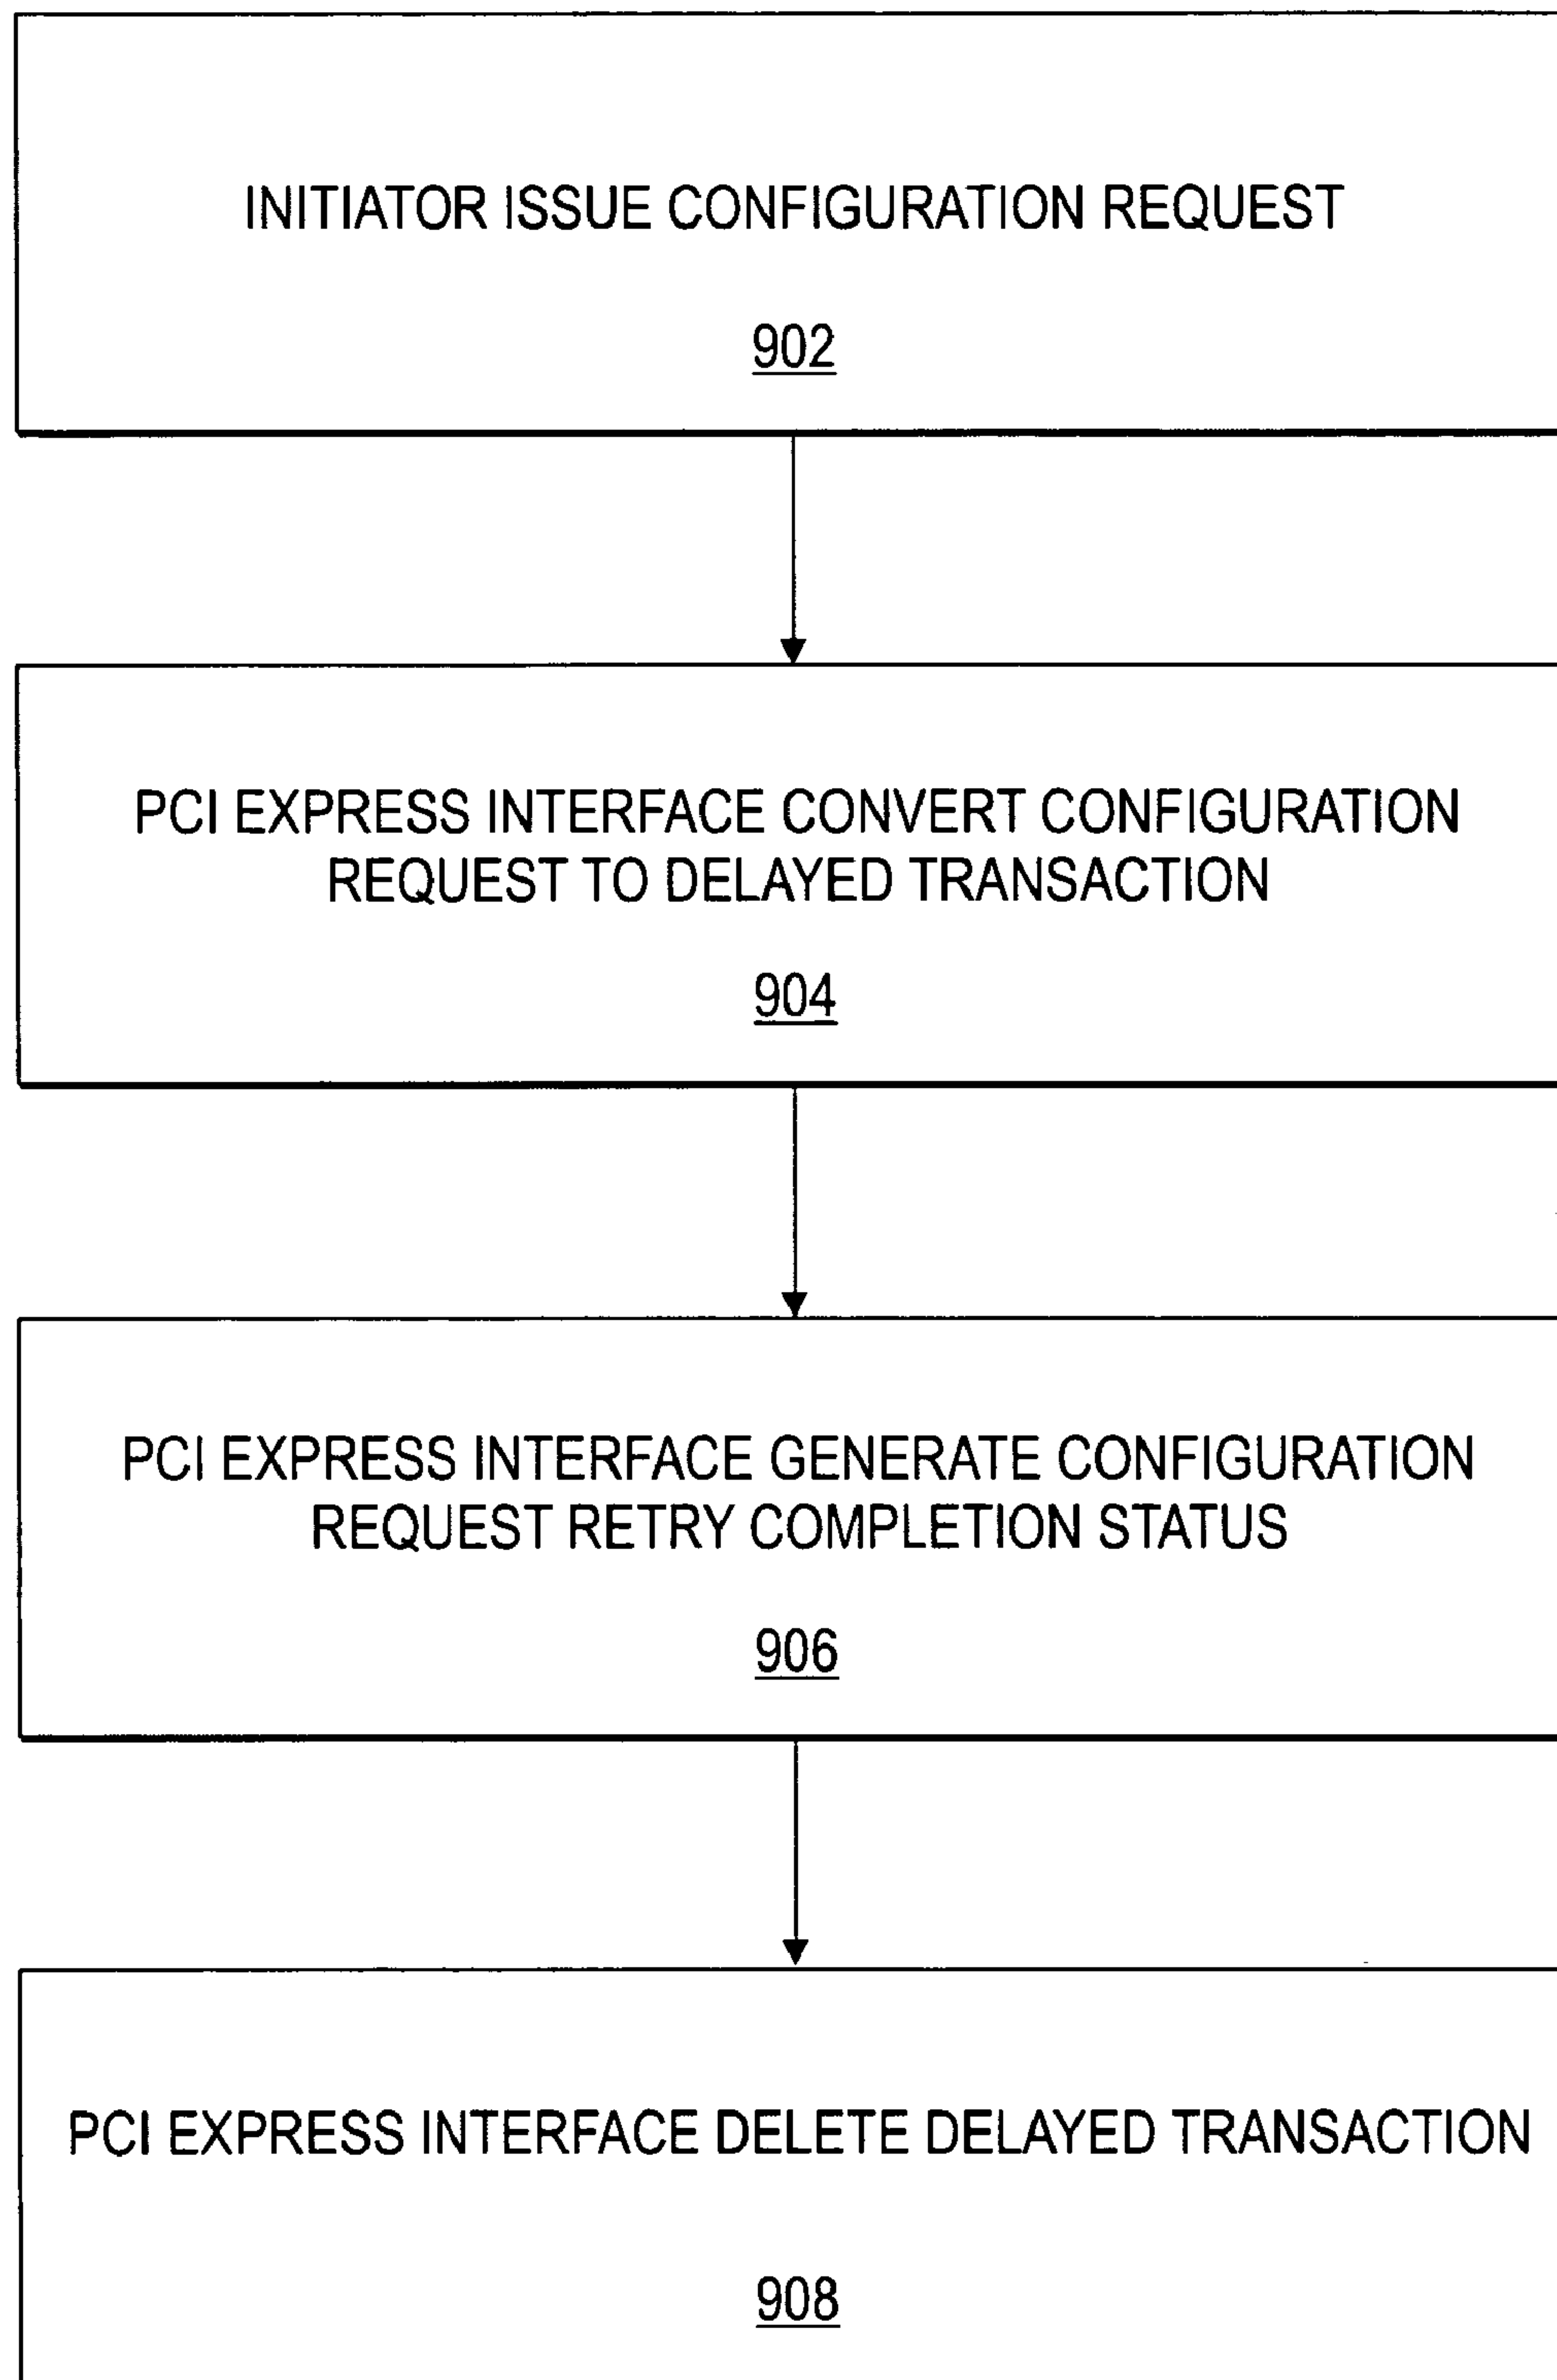 INITIATOR ISSUE CONFIGURATION REQUEST
902
PCI EXPRESS INTERFACE CONVERT CONFIGURATION
REQUEST TO DELAYED TRANSACTION
904
PCI EXPRESS INTERFACE GENERATE CONFIGURATION
REQUEST RETRY COMPLETION STATUS
906
PCI EXPRESS INTERFACE DELETE DELAYED TRANSACTION
908